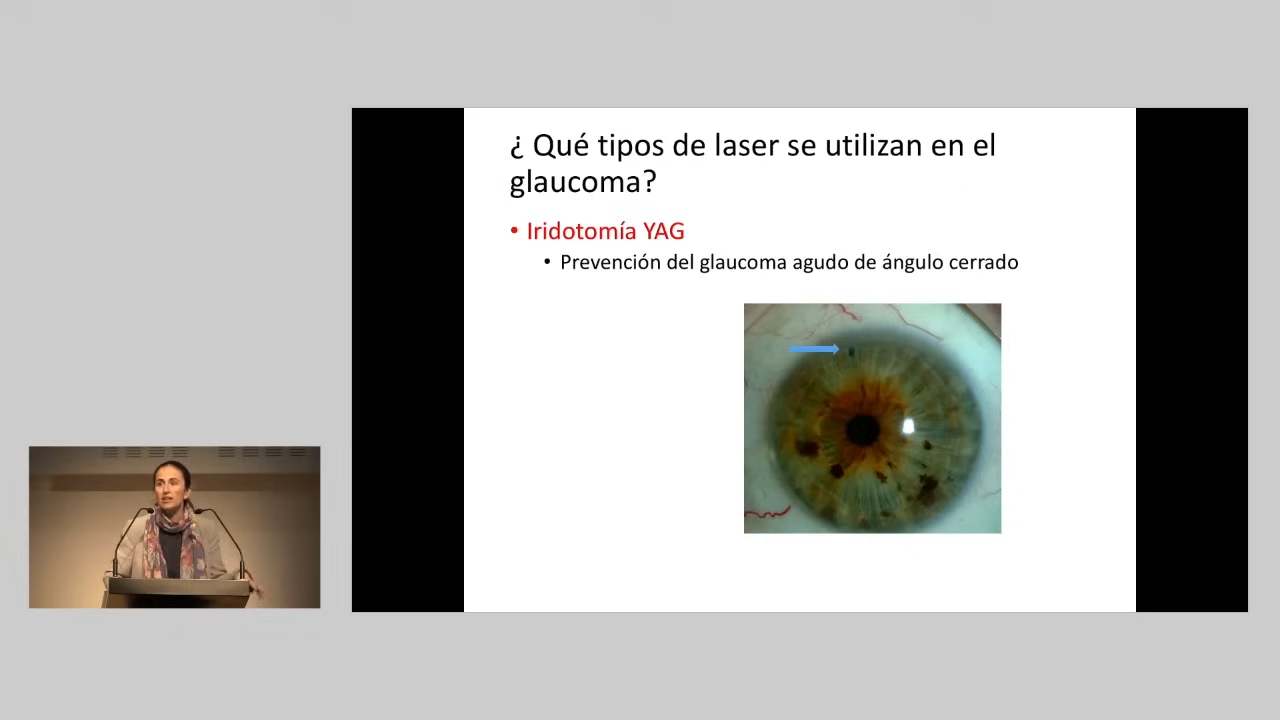 ¿ Qué tipos de laser se utilizan en el
glaucoma?
• Iridotomía YAG
• Prevención del glaucoma agudo de ángulo cerrado